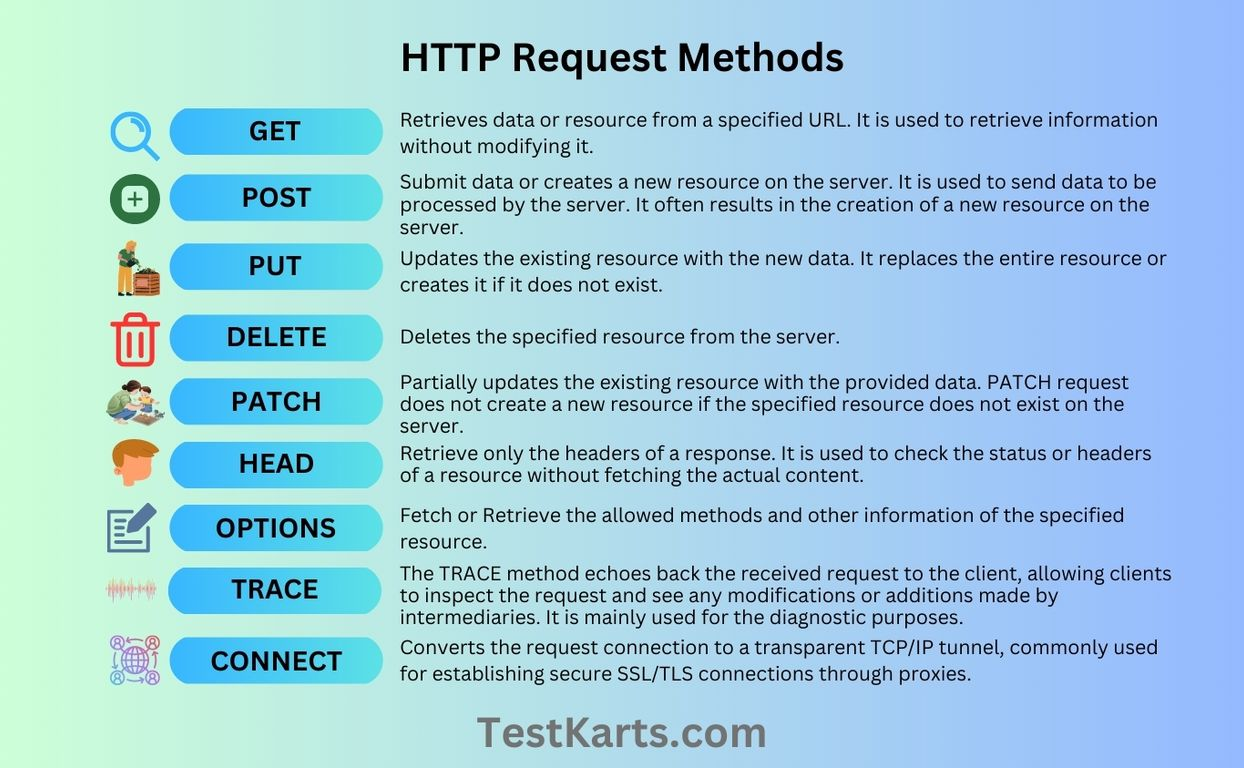 HTTP Request Methods
GET
Retrieves data or resource from a specified URL. It is used to retrieve information
without modifying it.
POST
Submit data or creates a new resource on the server. It is used to send data to be
processed by the server. It often results in the creation of a new resource on the
server.
PUT
Updates the existing resource with the new data. It replaces the entire resource or
creates it if it does not exist.
DELETE
Deletes the specified resource from the server.
PATCH
Partially updates the existing resource with the provided data. PATCH request
does not create a new resource if the specified resource does not exist on the
server.
HEAD
Retrieve only the headers of a response. It is used to check the status or headers
of a resource without fetching the actual content.
OPTIONS
Fetch or Retrieve the allowed methods and other information of the specified
resource.
TRACE
The TRACE method echoes back the received request to the client, allowing clients
to inspect the request and see any modifications or additions made by
intermediaries. It is mainly used for the diagnostic purposes.
CONNECT
Converts the request connection to a transparent TCP/IP tunnel, commonly used
for establishing secure SSL/TLS connections through proxies.
TestKarts.com